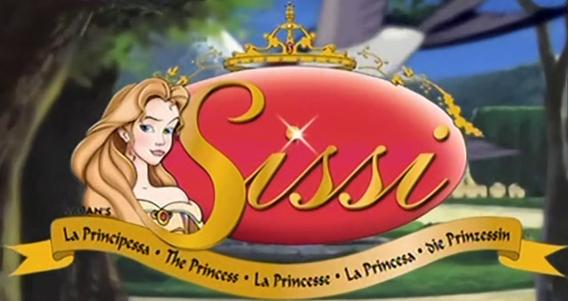 Sissi
La Principessa • The Princess • La Princesse • La Princesa • die Prinzessin